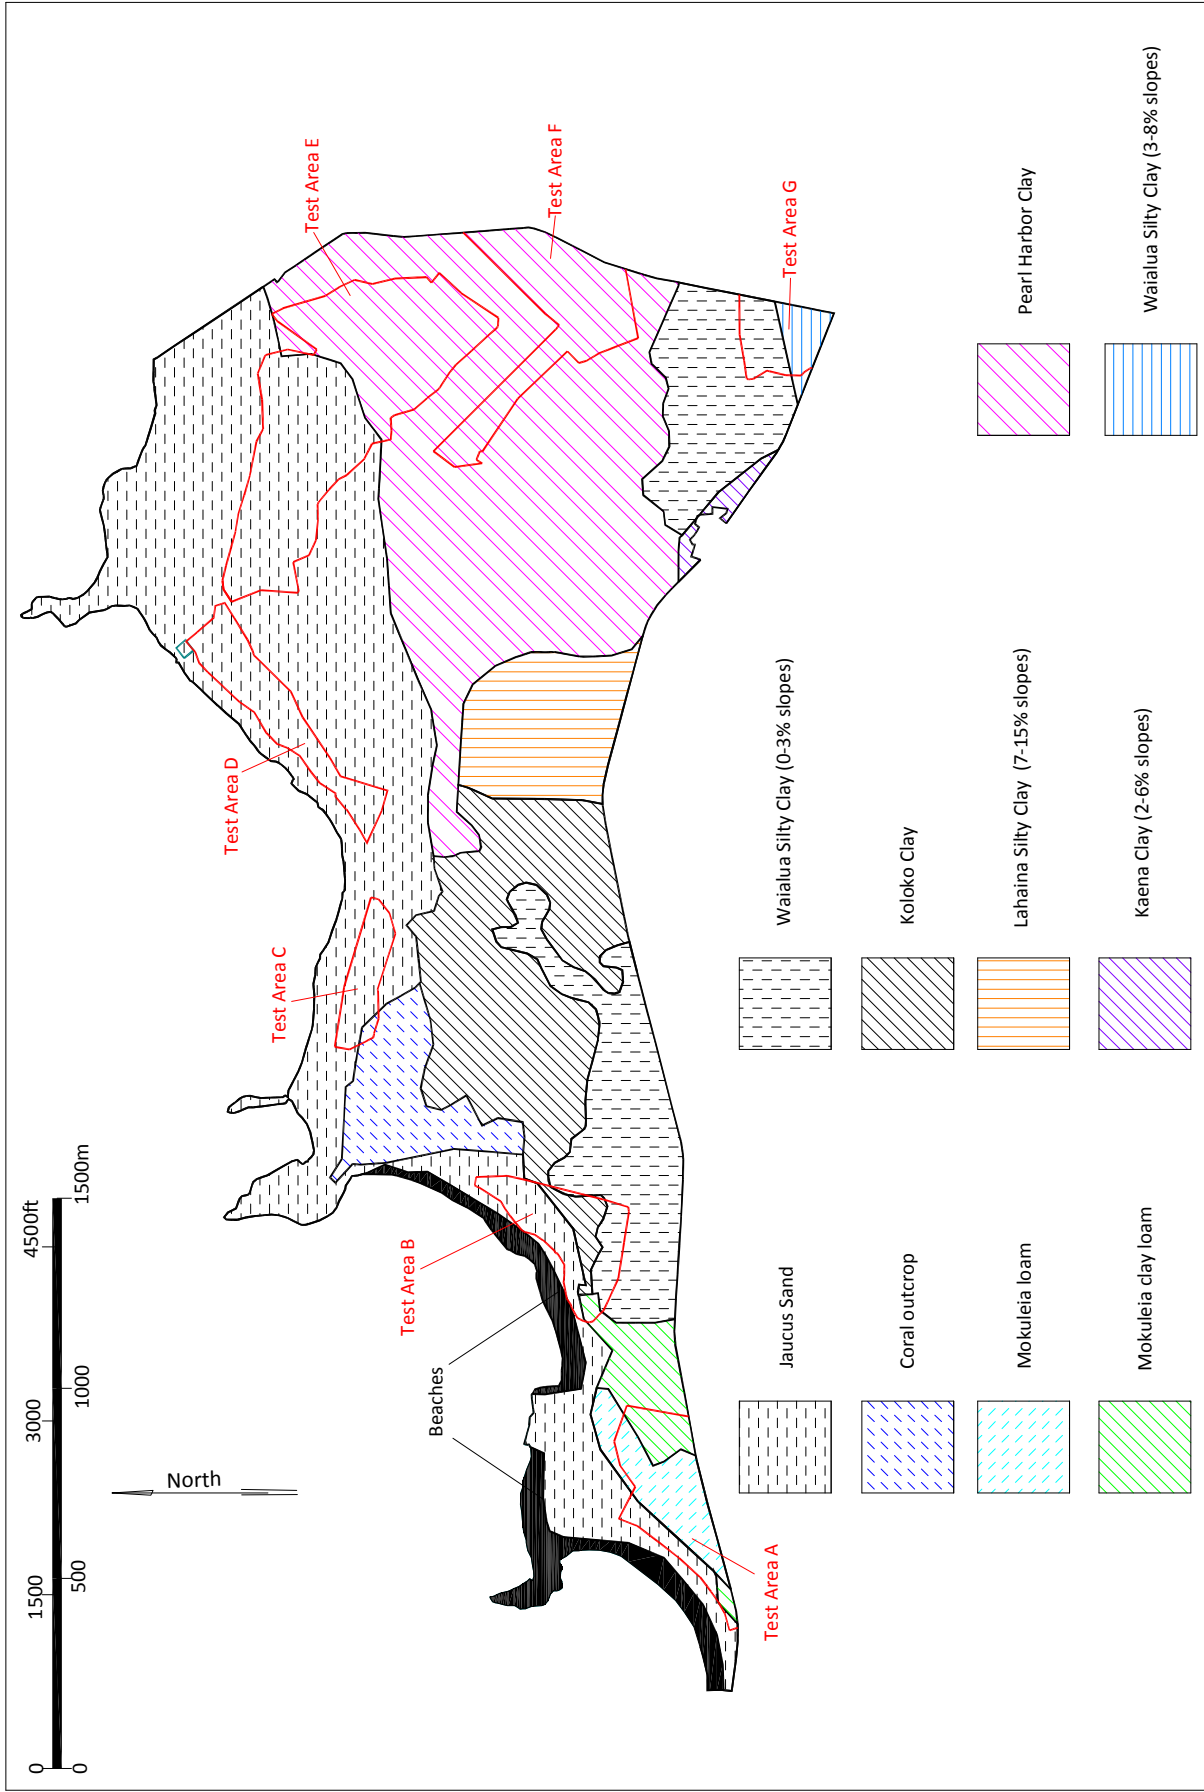 0
1500
3000
4500ft
0
500
1000
1500m
North
Beaches
Test Area A
Test Area B
Test Area C
Test Area D
Test Area E
Test Area F
Test Area G
Jaucus Sand
Waialua Silty Clay (0-3% slopes)
Coral outcrop
Koloko Clay
Mokuleia loam
Lahaina Silty Clay (7-15% slopes)
Pearl Harbor Clay
Mokuleia clay loam
Kaena Clay (2-6% slopes)
Waialua Silty Clay (3-8% slopes)